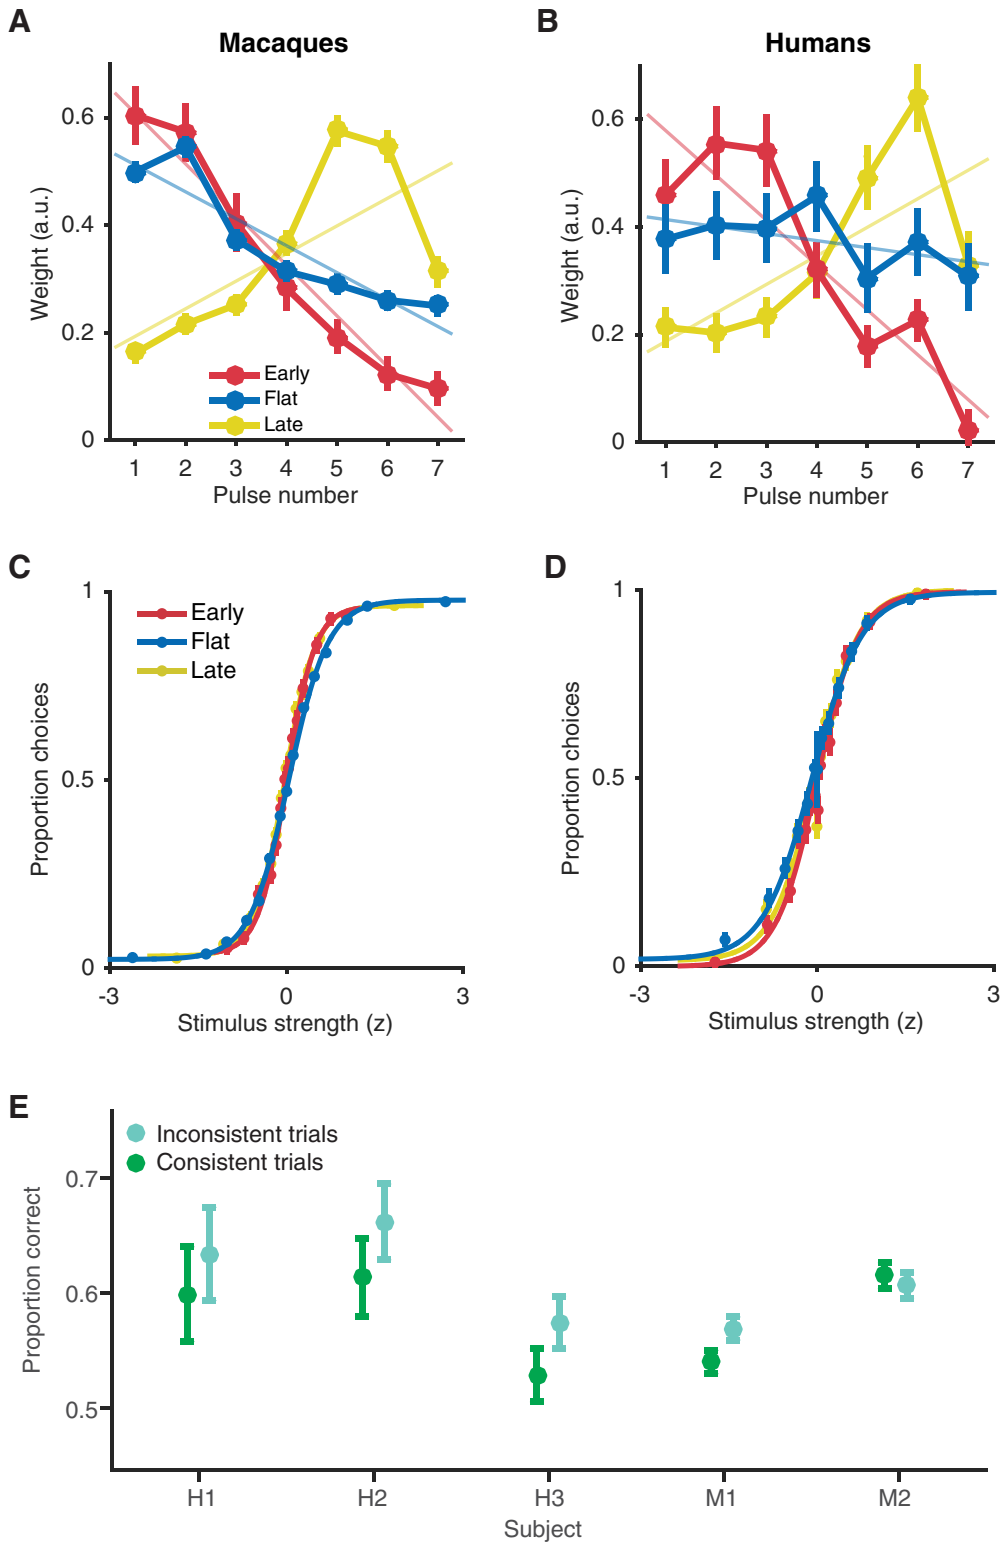 A
Macaques
Weight (a.u.)
0.6
0.4
0.2
0
Early
Flat
Late
1 2 3 4 5 6 7
Pulse number
B
Humans
Weight (a.u.)
0.6
0.4
0.2
0
1 2 3 4 5 6 7
Pulse number
C
Proportion choices
1
0.5
0
Early
Flat
Late
-3 0 3
Stimulus strength (z)
D
Proportion choices
1
0.5
0
-3 0 3
Stimulus strength (z)
E
Proportion correct
0.7
0.6
0.5
Inconsistent trials
Consistent trials
H1 H2 H3 M1 M2
Subject